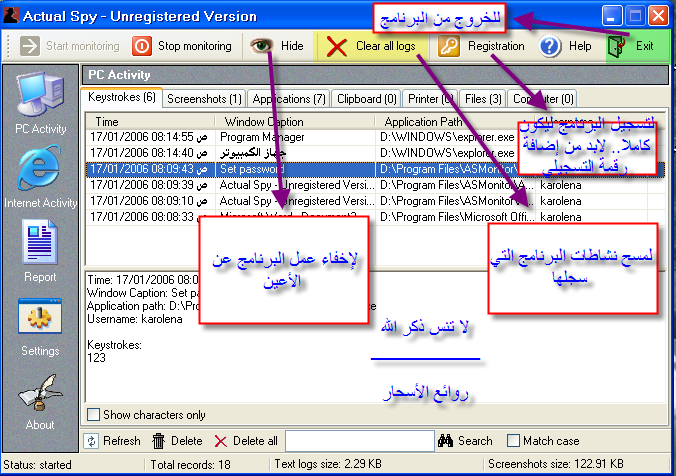 Actual Spy - Unregistered Version
للخروج من البرنامج
Start monitoring Stop monitoring Hide Clear all logs Registration Help Exit
PC Activity
Keystrokes (6) Screenshots (1) Applications (7) Clipboard (0) Printer (0) Files (3) Computer (0)
Time Window Caption Application Path Username
17/01/2006 08:14:55 ص Program Manager D:\WINDOWS\explorer.exe
17/01/2006 08:14:40 ص جهاز الكمبيوتر D:\WINDOWS\explorer.exe
17/01/2006 08:09:43 ص Set password D:\Program Files\ASMonitor\
17/01/2006 08:09:39 ص Actual Spy - Unregistered Versi... D:\Program Files\ASMonitor\A... karolena
17/01/2006 08:09:10 ص Actual Spy - Unregistered Versi... D:\Program Files\ASMonitor\A... karolena
17/01/2006 08:08:33 ص Microsoft Word - Document2 D:\Program Files\Microsoft Offi... karolena
لتسجيل البرنامج ليكون
كاملا.. لابد من إضافة
رقمة التسجيلي
PC Activity
Internet Activity
Report
Settings
About
لإخفاء عمل البرنامج عن
الأعين
لمسح نشاطات البرنامج التي
سجلها
Time: 17/01/2006 08:0
Window Caption: Set pa
Application path: D:\Pro
Username: karolena
Keystrokes:
123
لا تنس ذكر الله
روائع الأسحار
Show characters only
Refresh Delete Delete all Search Match case
Status: started Total records: 18 Text logs size: 2.29 KB Screenshots size: 122.91 KB